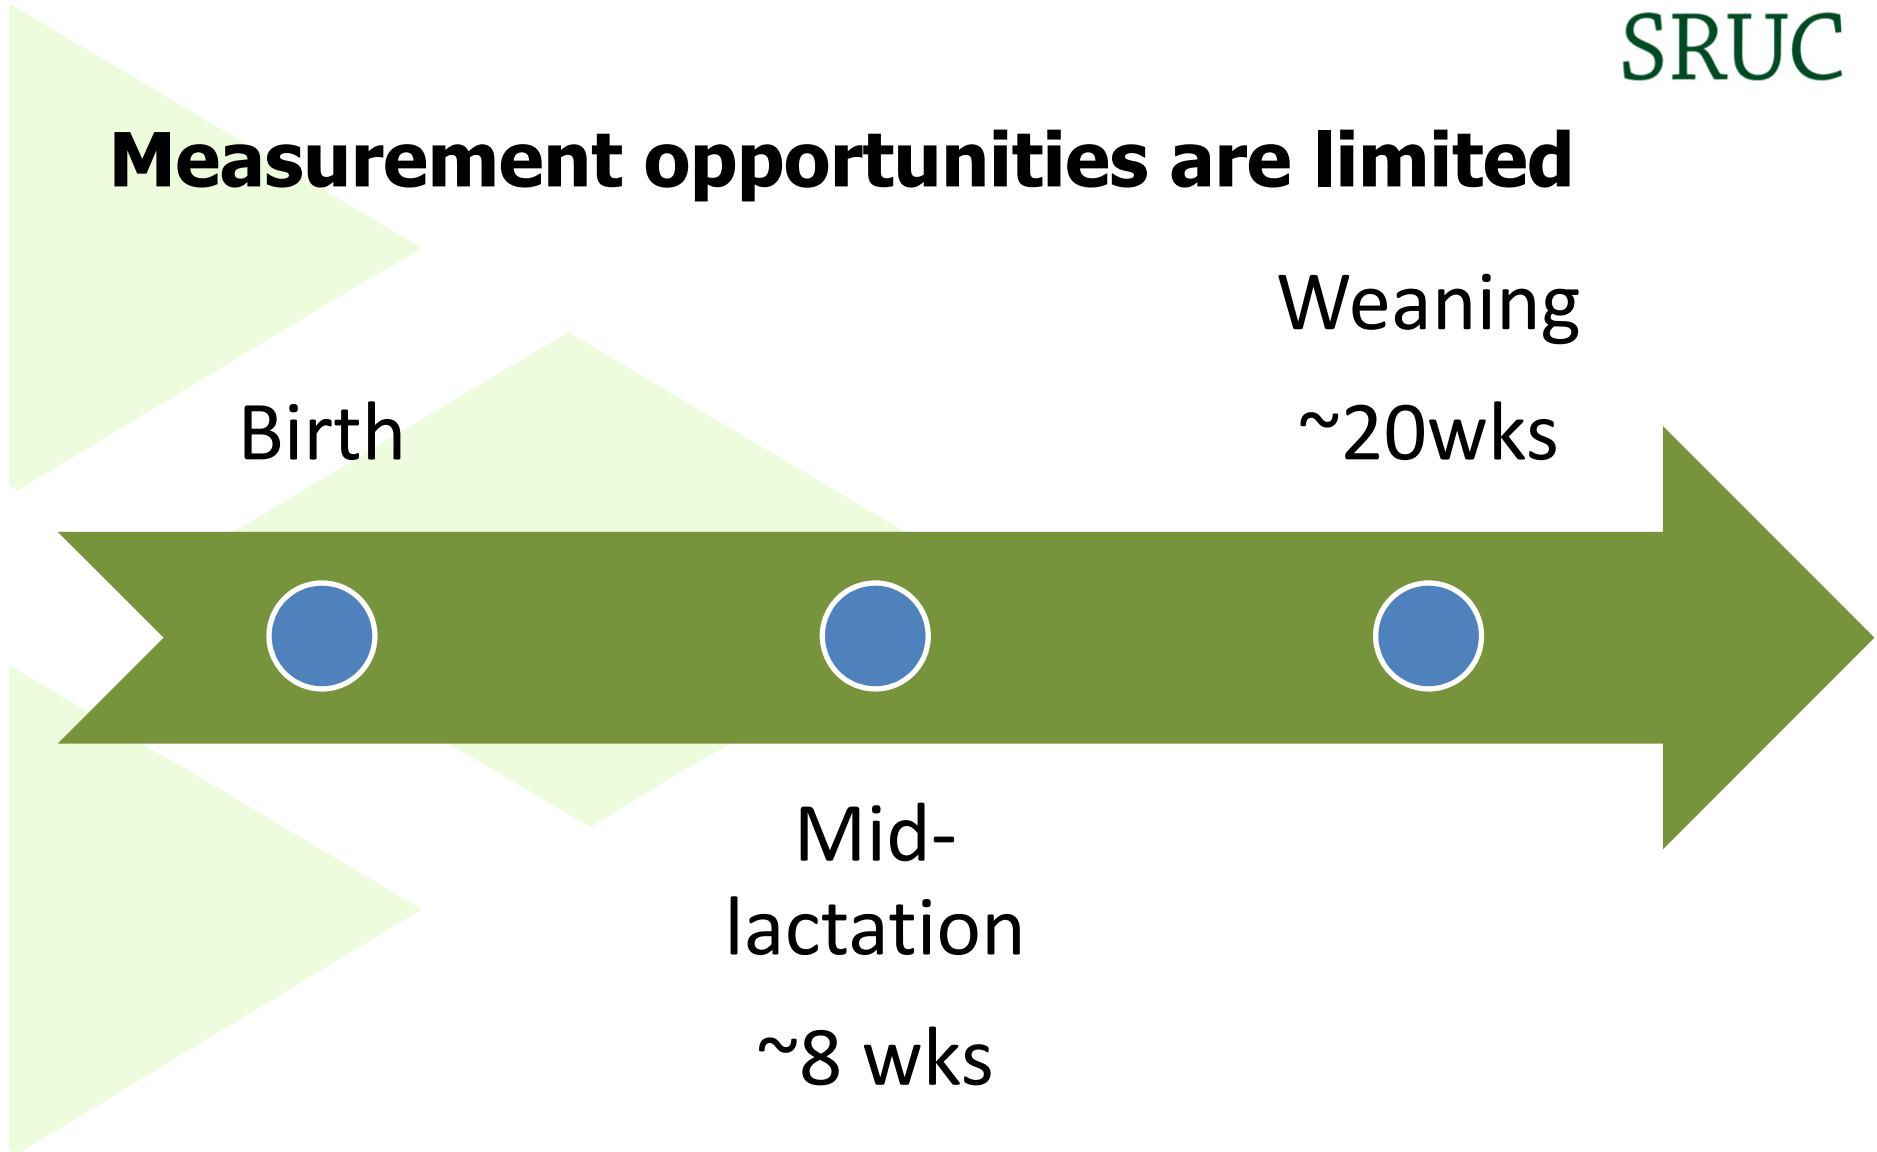 SRUC
Measurement opportunities are limited
Birth
Mid-
lactation
~8 wks
Weaning
~20wks